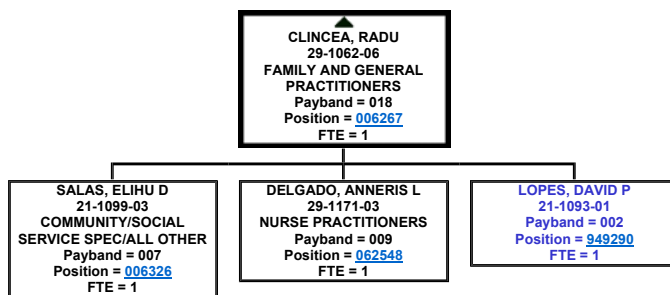 CLINCEA, RADU
29-1062-06
FAMILY AND GENERAL
PRACTITIONERS
Payband = 018
Position = 006267
FTE = 1
SALAS, ELIHU D
21-1099-03
COMMUNITY/SOCIAL
SERVICE SPEC/ALL OTHER
Payband = 007
Position = 006326
FTE = 1
DELGADO, ANNERIS L
29-1171-03
NURSE PRACTITIONERS
Payband = 009
Position = 062548
FTE = 1
LOPES, DAVID P
21-1093-01
Payband = 002
Position = 949290
FTE = 1